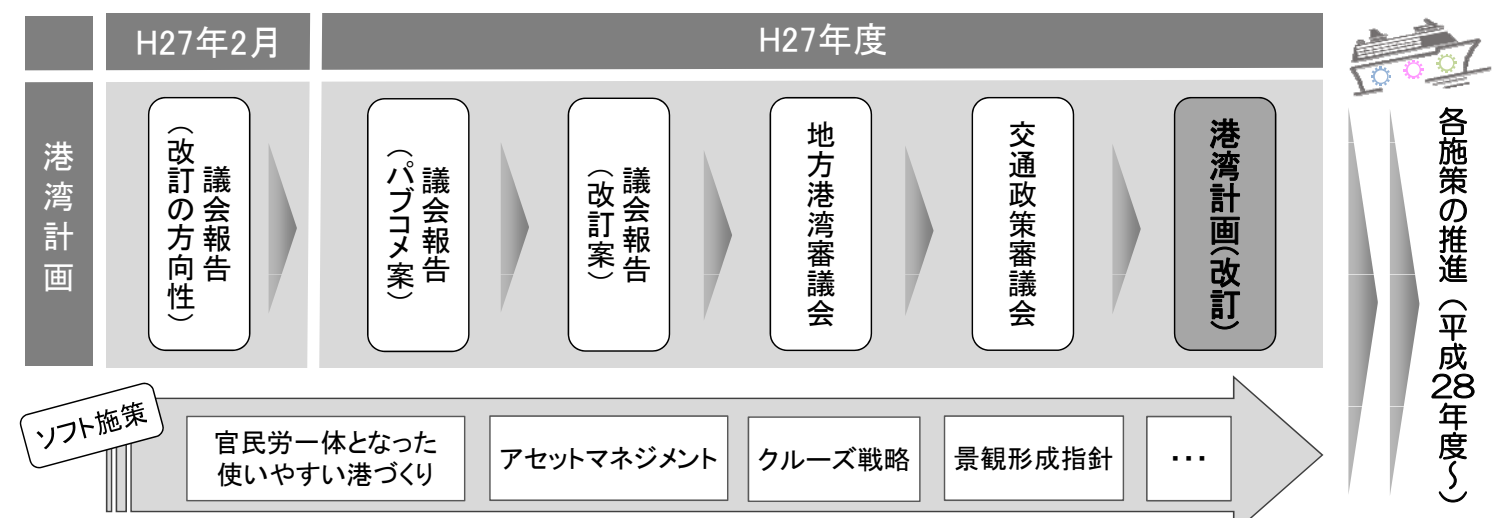 H27年2月
H27年度
港湾計画
議会報告
（改訂の方向性）
議会報告
（パブコメ案）
議会報告
（改訂案）
地方港湾審議会
交通政策審議会
港湾計画（改訂）
各施策の推進（平成28年度～）
ソフト施策
官民労一体となった
使いやすい港づくり
アセットマネジメント
クルーズ戦略
景観形成指針
・・・